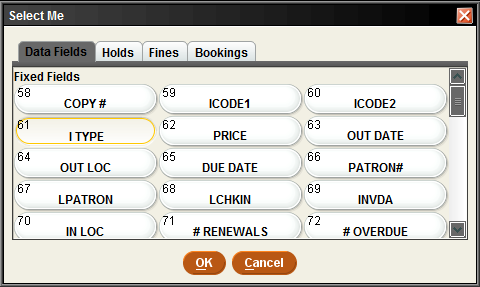 Select Me
Data Fields Holds Fines Bookings
Fixed Fields
58 COPY # 59 ICODE1 60 ICODE2
61 I TYPE 62 PRICE 63 OUT DATE
64 OUT LOC 65 DUE DATE 66 PATRON#
67 LPATRON 68 LCHKIN 69 INVDA
70 IN LOC 71 # RENEWALS 72 # OVERDUE
OK Cancel